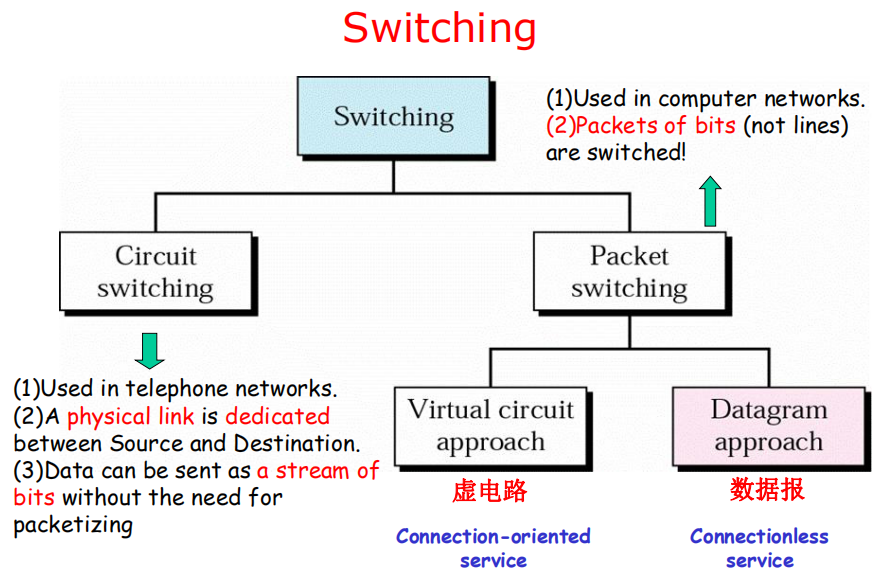 Switching
Switching
(1)Used in computer networks.
(2)Packets of bits (not lines)
are switched!
Circuit
switching
Packet
switching
(1)Used in telephone networks.
(2)A physical link is dedicated
between Source and Destination.
(3)Data can be sent as a stream of
bits without the need for
packetizing
Virtual circuit
approach
Datagram
approach
虚电路
数据报
Connection-oriented
service
Connectionless
service